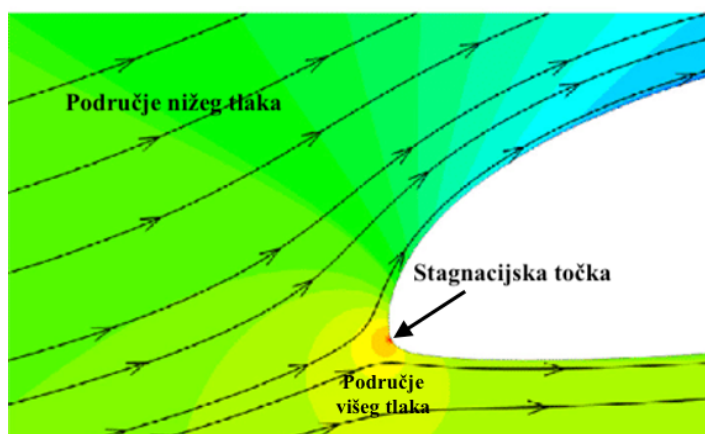 Područje nižeg tlaka
Stagnacijska točka
Područje
višeg tlaka